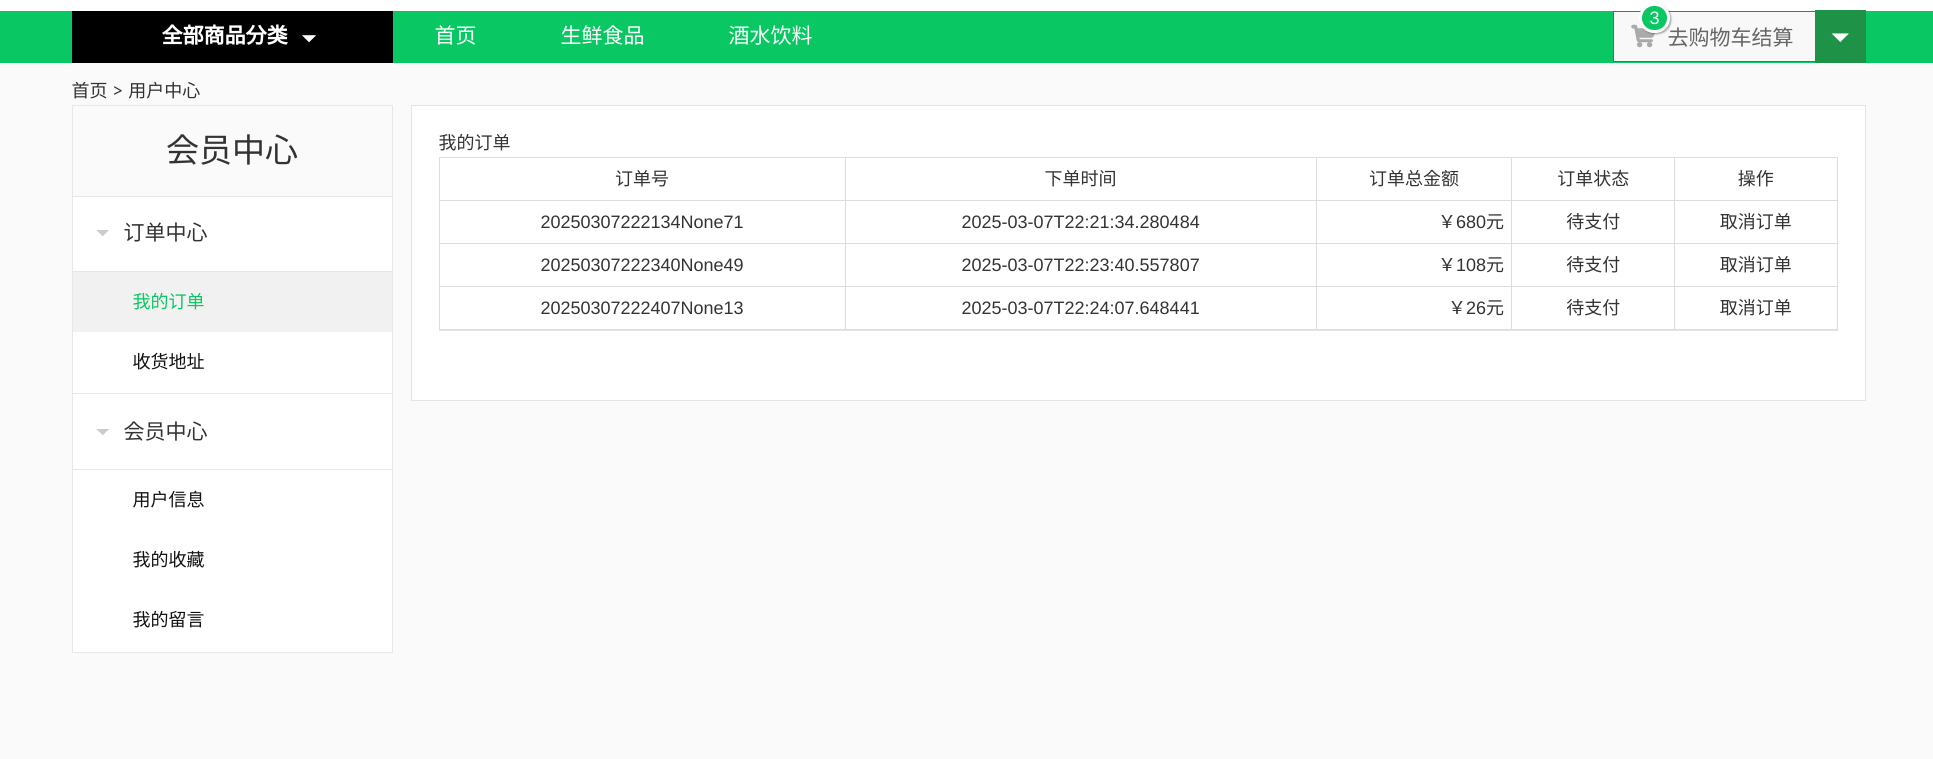 全部商品分类 首页 生鲜食品 酒水饮料 3 去购物车结算
首页 > 用户中心
会员中心
订单中心
我的订单
收货地址
会员中心
用户信息
我的收藏
我的留言
我的订单
订单号 下单时间 订单总金额 订单状态 操作
20250307222134None71 2025-03-07T22:21:34.280484 ￥680元 待支付 取消订单
20250307222340None49 2025-03-07T22:23:40.557807 ￥108元 待支付 取消订单
20250307222407None13 2025-03-07T22:24:07.648441 ￥26元 待支付 取消订单